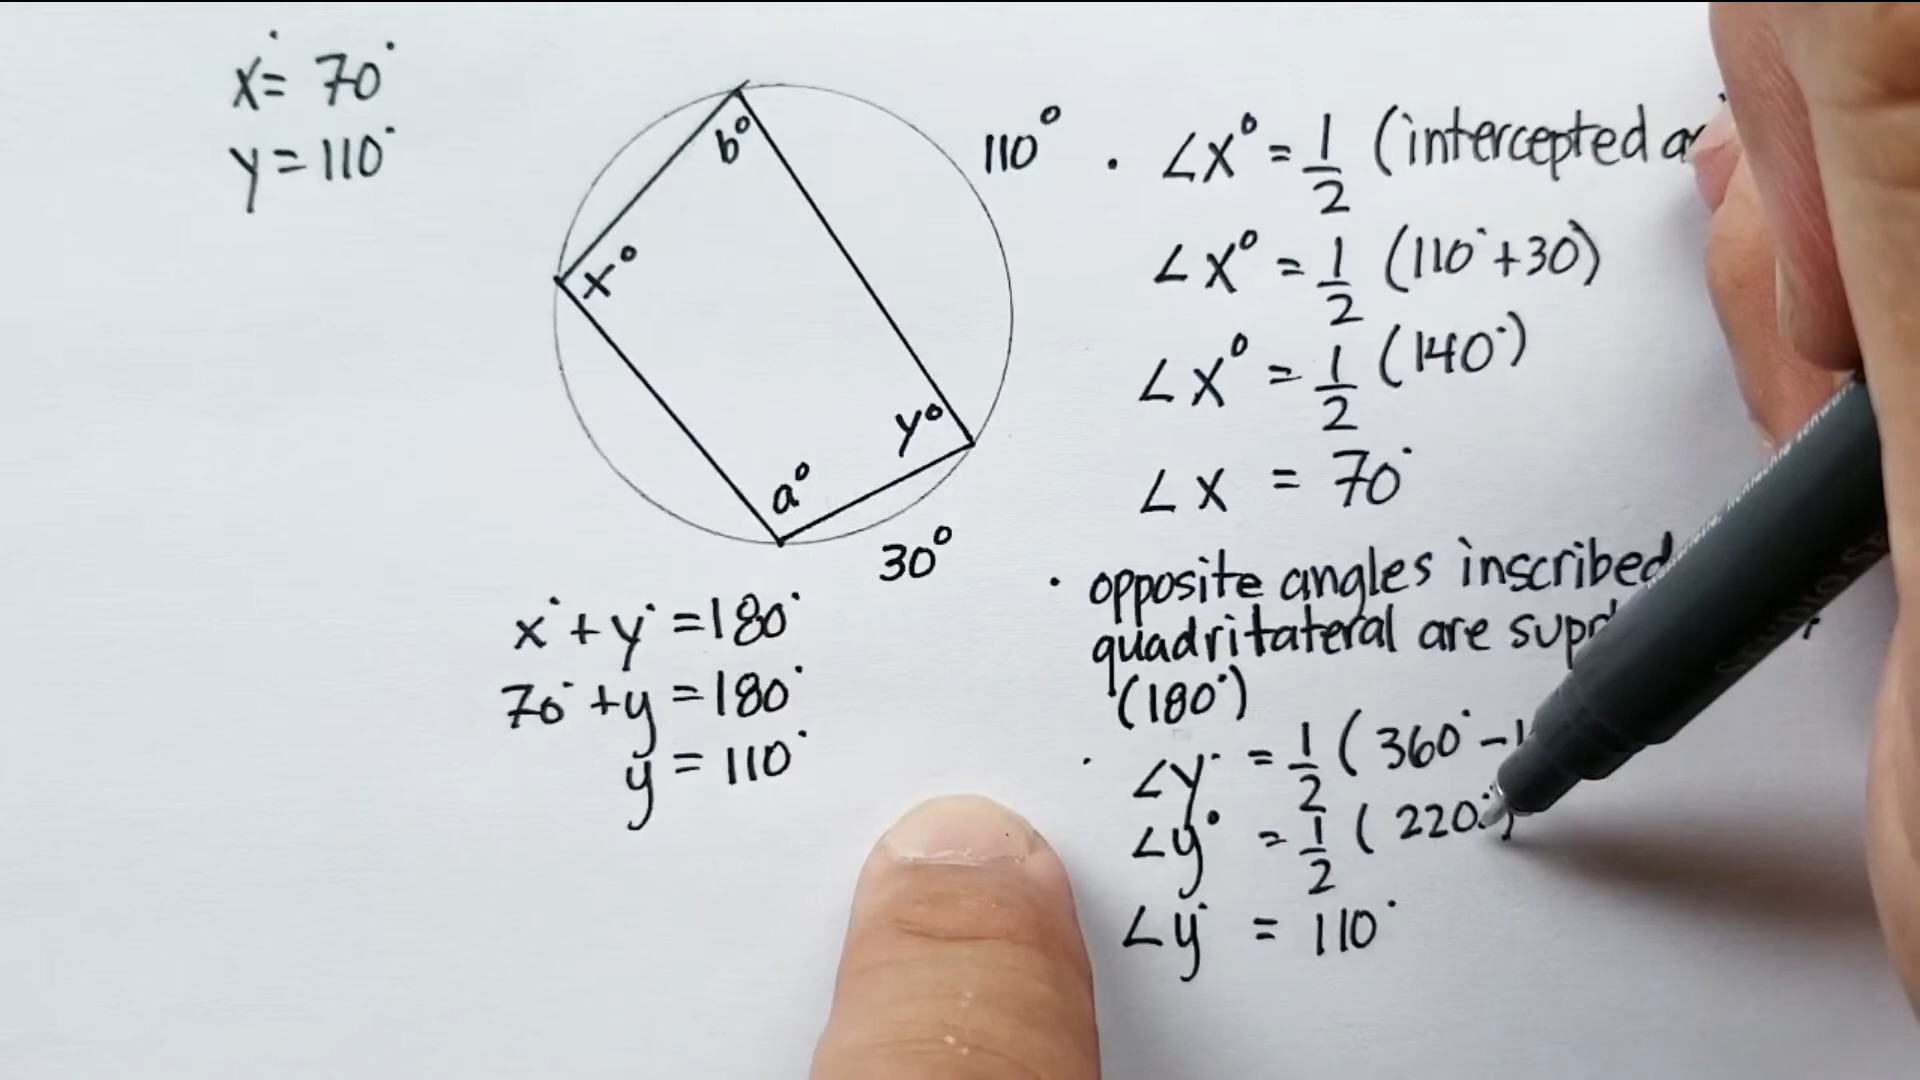 x° = 70°
y = 110°
b°
x°
y°
a°
110°
30°
x° + y° = 180°
70° + y = 180°
y = 110°
· ∠x° = 1/2 (intercepted
∠x° = 1/2 (110° + 30)
∠x° = 1/2 (140°)
∠x = 70°
· opposite angles inscribed
quadritateral are
(180°)
· ∠y° = 1/2 ( 360° -
∠y° = 1/2 ( 220°)
∠y° = 110°